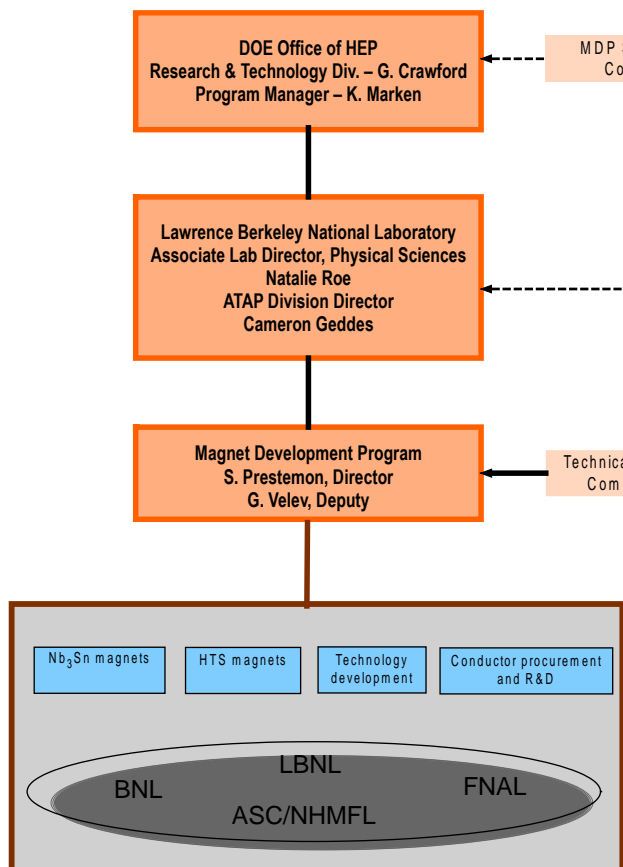 DOE Office of HEP
Research & Technology Div. – G. Crawford
Program Manager – K. Marken
MDP
Lawrence Berkeley National Laboratory
Associate Lab Director, Physical Sciences
Natalie Roe
ATAP Division Director
Cameron Geddes
Magnet Development Program
S. Prestemon, Director
G. Velev, Deputy
Nb₃Sn magnets
HTS magnets
Technology
development
Conductor procurement
and R&D
LBNL
BNL
FNAL
ASC/NHMFL